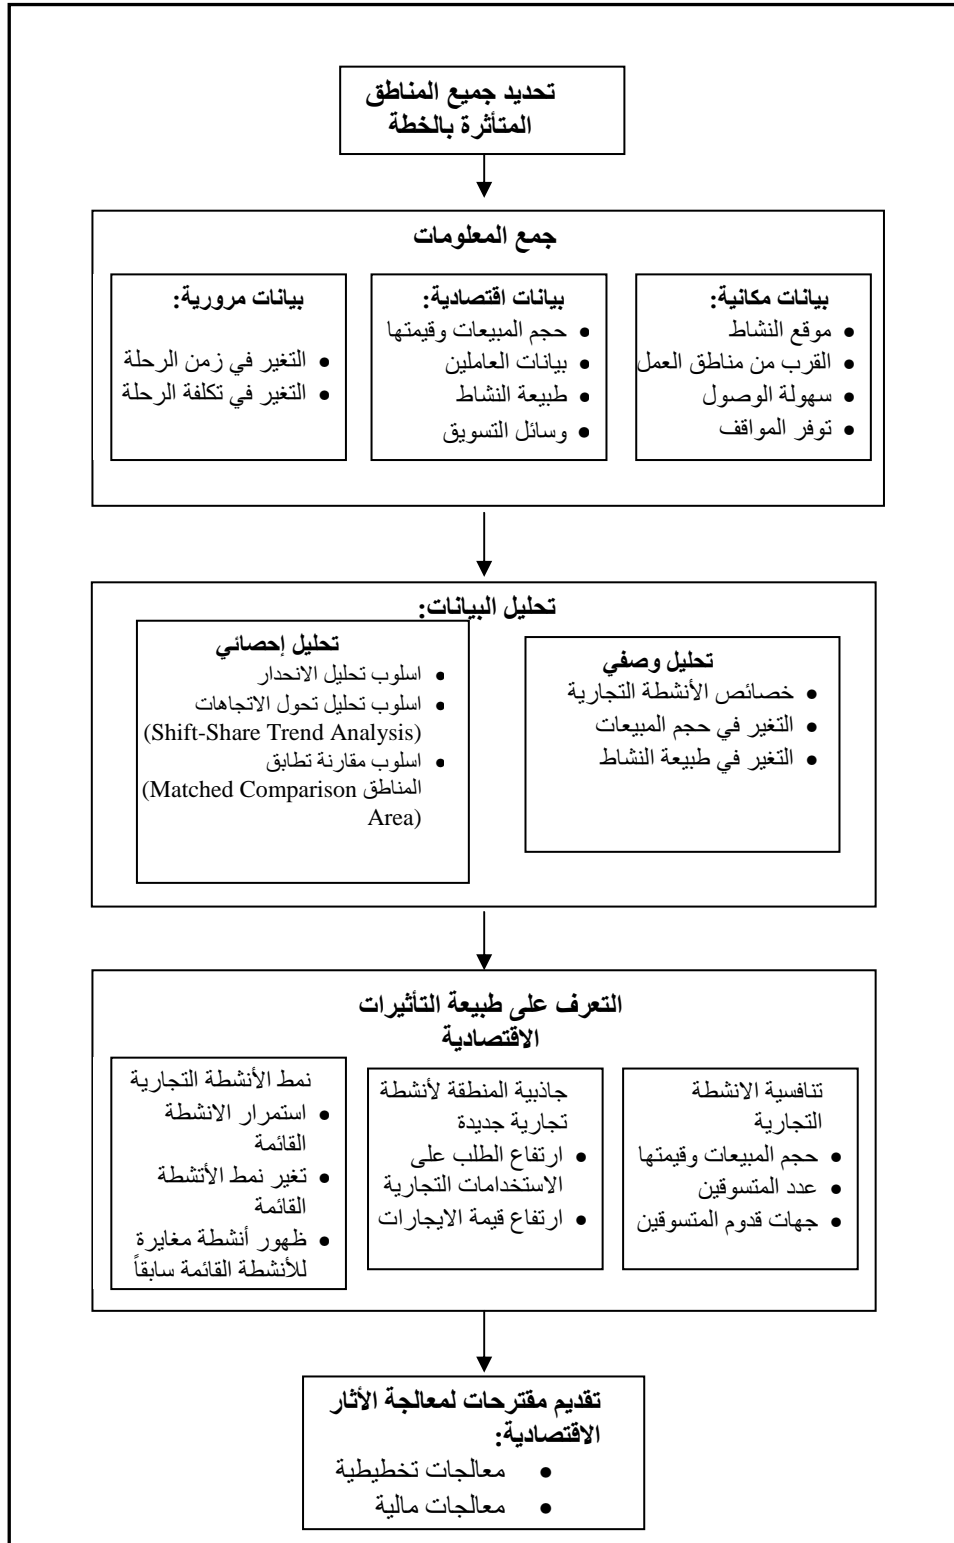 تحديد جميع المناطق
المتأثرة بالخطة
جمع المعلومات
بيانات مكانية:
• موقع النشاط
• القرب من مناطق العمل
• سهولة الوصول
• توفر المواقف
بيانات اقتصادية:
• حجم المبيعات وقيمتها
• بيانات العاملين
• طبيعة النشاط
• وسائل التسويق
بيانات مرورية:
• التغير في زمن الرحلة
• التغير في تكلفة الرحلة
تحليل البيانات:
تحليل وصفي
• خصائص الأنشطة التجارية
• التغير في حجم المبيعات
• التغير في طبيعة النشاط
تحليل إحصائي
• اسلوب تحليل الانحدار
• اسلوب تحليل تحول الاتجاهات
(Shift-Share Trend Analysis)
• اسلوب مقارنة تطابق
المناطق (Matched Comparison
Area)
التعرف على طبيعة التأثيرات
الاقتصادية
تنافسية الانشطة
التجارية
• حجم المبيعات وقيمتها
• عدد المتسوقين
• جهات قدوم المتسوقين
جاذبية المنطقة لأنشطة
تجارية جديدة
• ارتفاع الطلب على
الاستخدامات التجارية
• ارتفاع قيمة الايجارات
نمط الأنشطة التجارية
• استمرار الانشطة
القائمة
• تغير نمط الأتشطة
القائمة
• ظهور أنشطة مغايرة
للأنشطة القائمة سابقاً
تقديم مقترحات لمعالجة الأثار
الاقتصادية:
• معالجات تخطيطية
• معالجات مالية